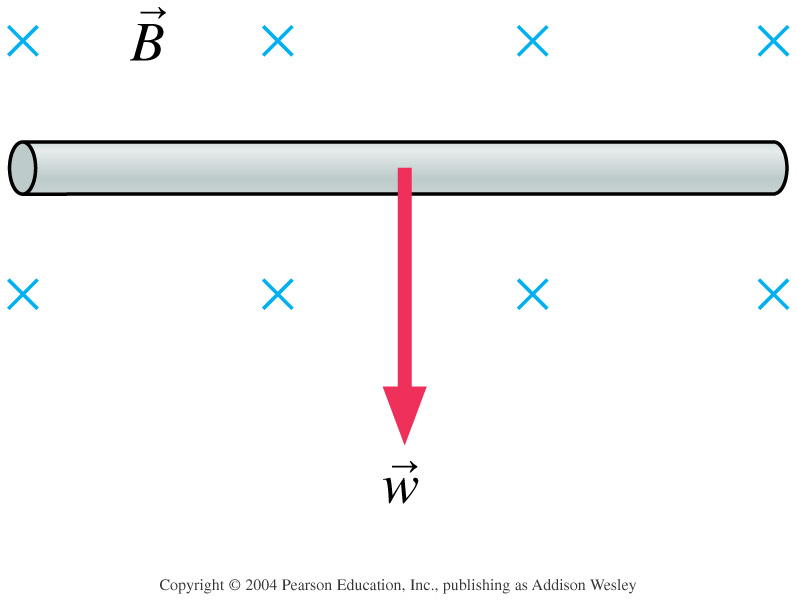 B⃗
w⃗
Copyright © 2004 Pearson Education, Inc., publishing as Addison Wesley